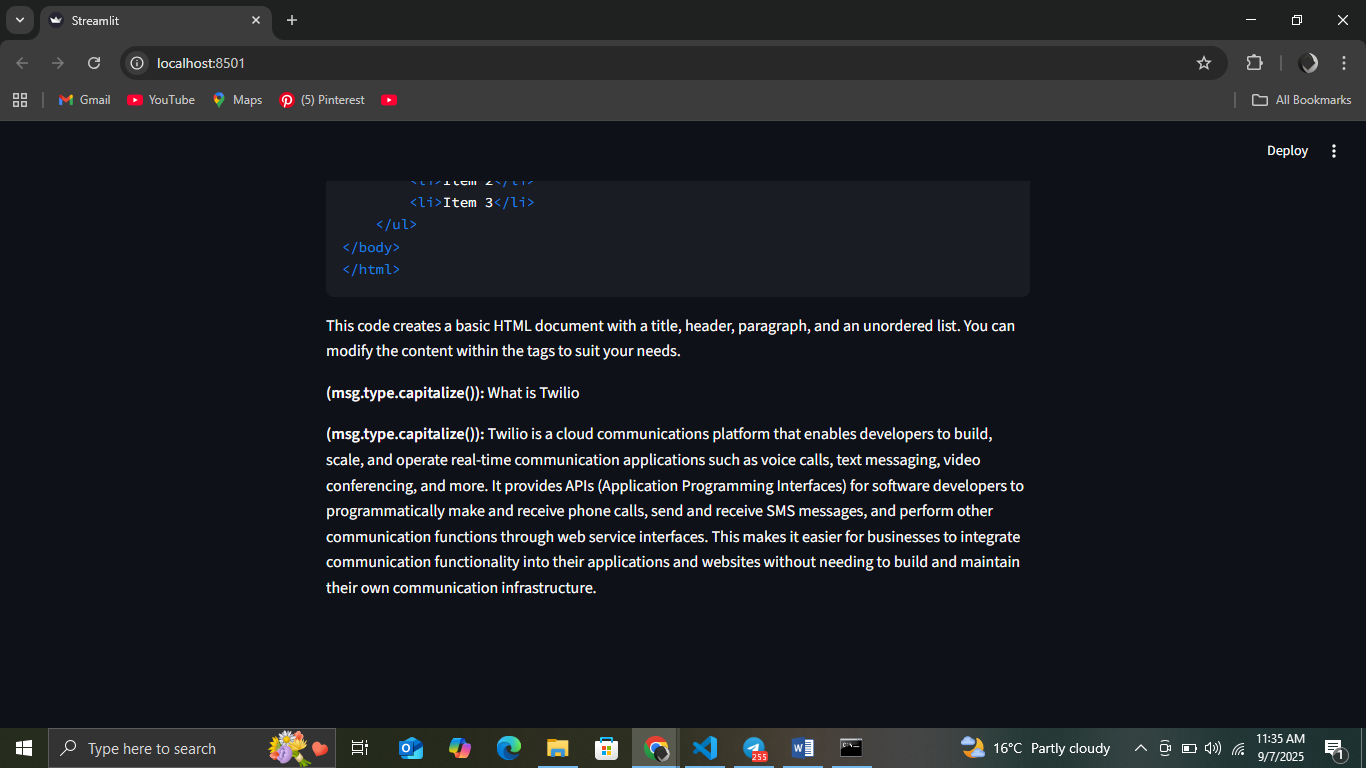 Streamlit
localhost:8501
Gmail YouTube Maps (5) Pinterest All Bookmarks
Deploy
<li>Item 2</li>
<li>Item 3</li>
</ul>
</body>
</html>
This code creates a basic HTML document with a title, header, paragraph, and an unordered list. You can
modify the content within the tags to suit your needs.
(msg.type.capitalize()): What is Twilio
(msg.type.capitalize()): Twilio is a cloud communications platform that enables developers to build,
scale, and operate real-time communication applications such as voice calls, text messaging, video
conferencing, and more. It provides APIs (Application Programming Interfaces) for software developers to
programmatically make and receive phone calls, send and receive SMS messages, and perform other
communication functions through web service interfaces. This makes it easier for businesses to integrate
communication functionality into their applications and websites without needing to build and maintain
their own communication infrastructure.
Type here to search 255 16°C Partly cloudy 11:35 AM
9/7/2025 1